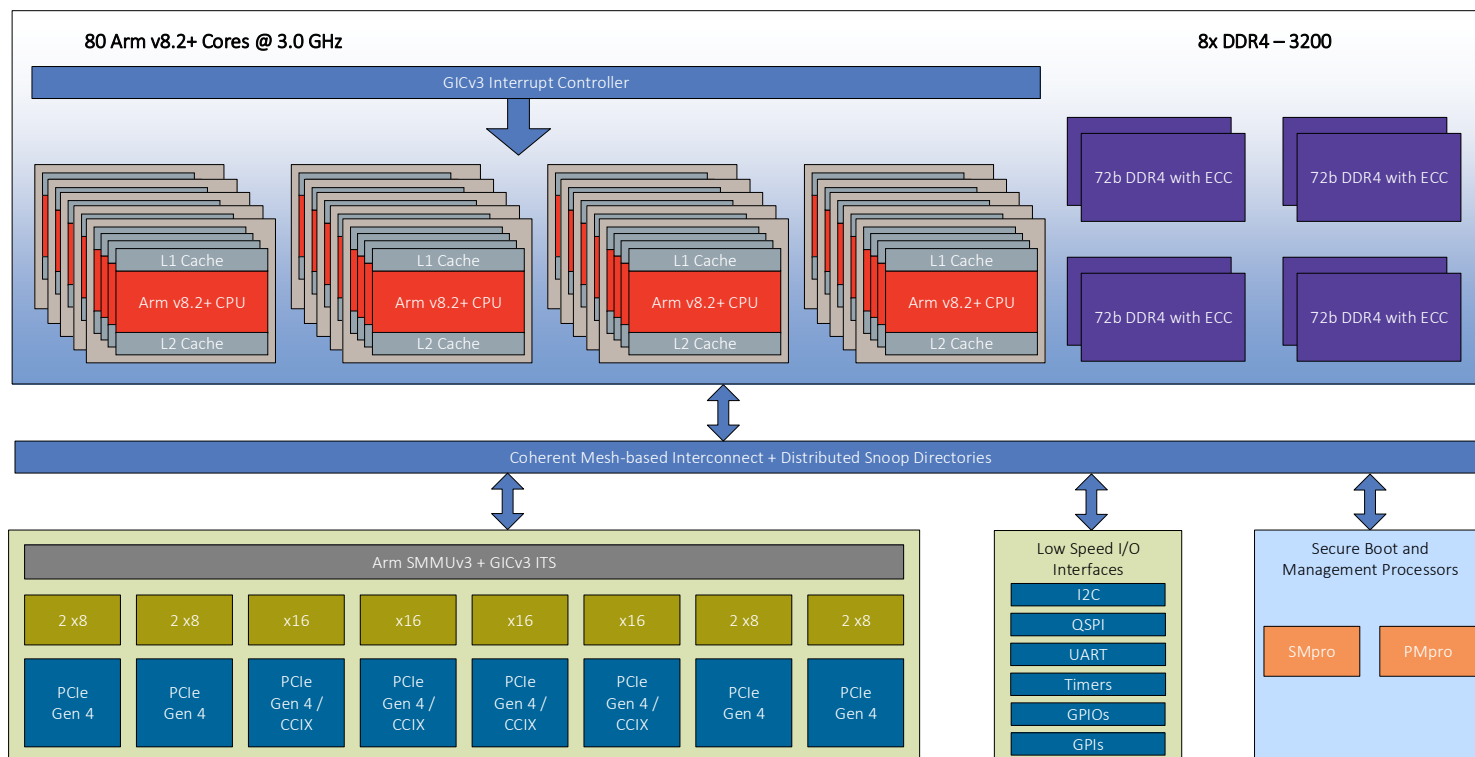 80 Arm v8.2+ Cores @ 3.0 GHz
8x DDR4 – 3200
GICv3 Interrupt Controller
72b DDR4 with ECC
72b DDR4 with ECC
L1 Cache
L1 Cache
L1 Cache
L1 Cache
Arm v8.2+ CPU
Arm v8.2+ CPU
Arm v8.2+ CPU
Arm v8.2+ CPU
72b DDR4 with ECC
72b DDR4 with ECC
L2 Cache
L2 Cache
L2 Cache
L2 Cache
Coherent Mesh-based Interconnect + Distributed Snoop Directories
Arm SMMUv3 + GICv3 ITS
2 x8
2 x8
x16
x16
x16
x16
2 x8
2 x8
PCIe
Gen 4
PCIe
Gen 4
PCIe
Gen 4 /
CCIX
PCIe
Gen 4 /
CCIX
PCIe
Gen 4 /
CCIX
PCIe
Gen 4 /
CCIX
PCIe
Gen 4
PCIe
Gen 4
Low Speed I/O
Interfaces
I2C
QSPI
UART
Timers
GPIOs
GPIs
Secure Boot and
Management Processors
SMpro
PMpro